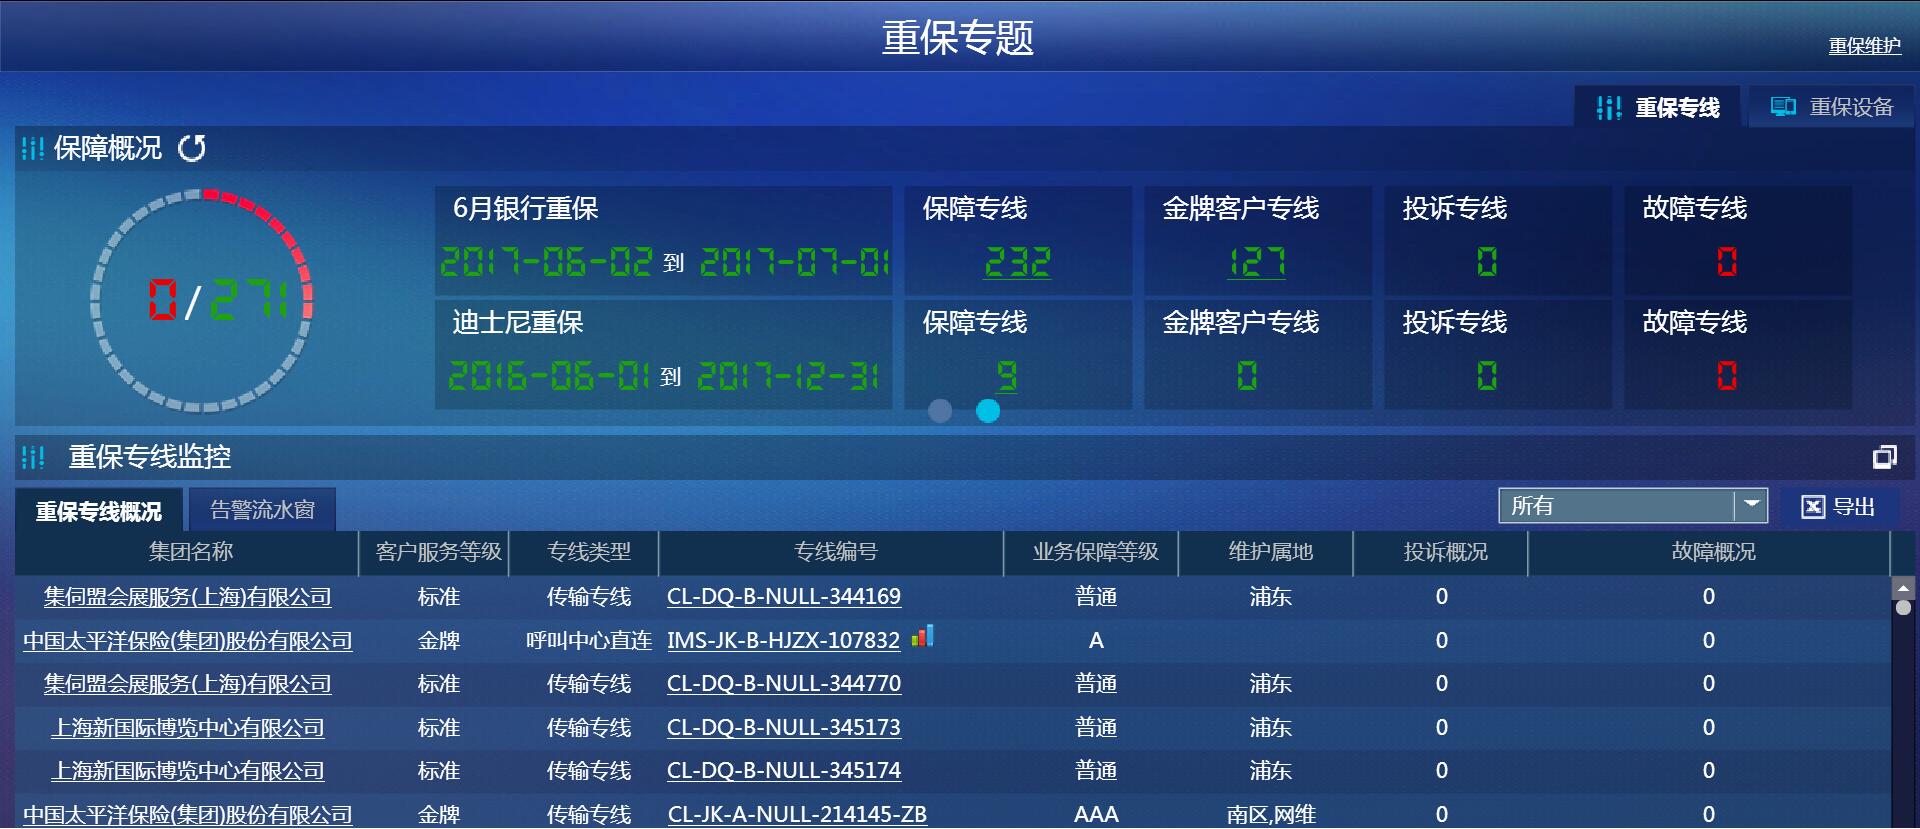 重保专题
重保维护
重保专线 重保设备
保障概况
0/271
6月银行重保 保障专线 金牌客户专线 投诉专线 故障专线
2017-06-02 到 2017-07-01 232 127 0 0
迪士尼重保 保障专线 金牌客户专线 投诉专线 故障专线
2016-06-01 到 2017-12-31 9 0 0 0
重保专线监控
重保专线概况 告警流水窗 所有 导出
集团名称 客户服务等级 专线类型 专线编号 业务保障等级 维护属地 投诉概况 故障概况
集伺盟会展服务(上海)有限公司 标准 传输专线 CL-DQ-B-NULL-344169 普通 浦东 0 0
中国太平洋保险(集团)股份有限公司 金牌 呼叫中心直连 IMS-JK-B-HJZX-107832 A 0 0
集伺盟会展服务(上海)有限公司 标准 传输专线 CL-DQ-B-NULL-344770 普通 浦东 0 0
上海新国际博览中心有限公司 标准 传输专线 CL-DQ-B-NULL-345173 普通 浦东 0 0
上海新国际博览中心有限公司 标准 传输专线 CL-DQ-B-NULL-345174 普通 浦东 0 0
中国太平洋保险(集团)股份有限公司 金牌 传输专线 CL-JK-A-NULL-214145-ZB AAA 南区,网维 0 0